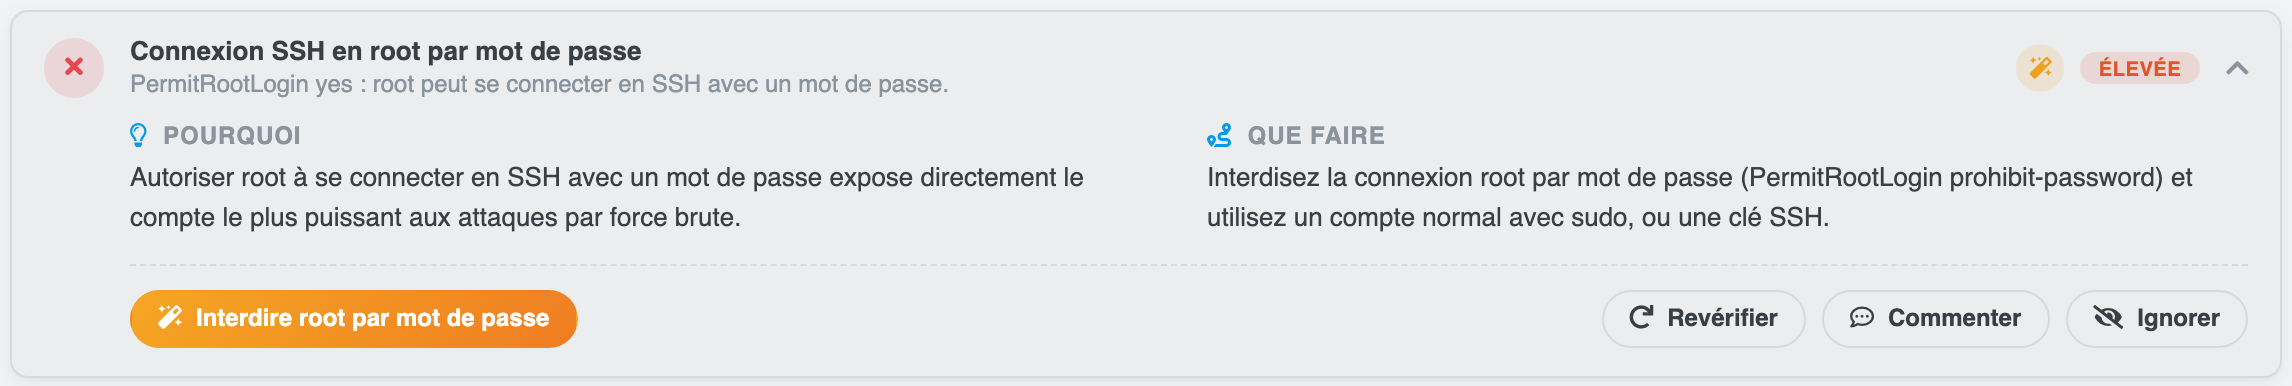 Connexion SSH en root par mot de passe
PermitRootLogin yes : root peut se connecter en SSH avec un mot de passe.
ÉLEVÉE
POURQUOI
Autoriser root à se connecter en SSH avec un mot de passe expose directement le
compte le plus puissant aux attaques par force brute.
QUE FAIRE
Interdisez la connexion root par mot de passe (PermitRootLogin prohibit-password) et
utilisez un compte normal avec sudo, ou une clé SSH.
Interdire root par mot de passe
Revérifier
Commenter
Ignorer